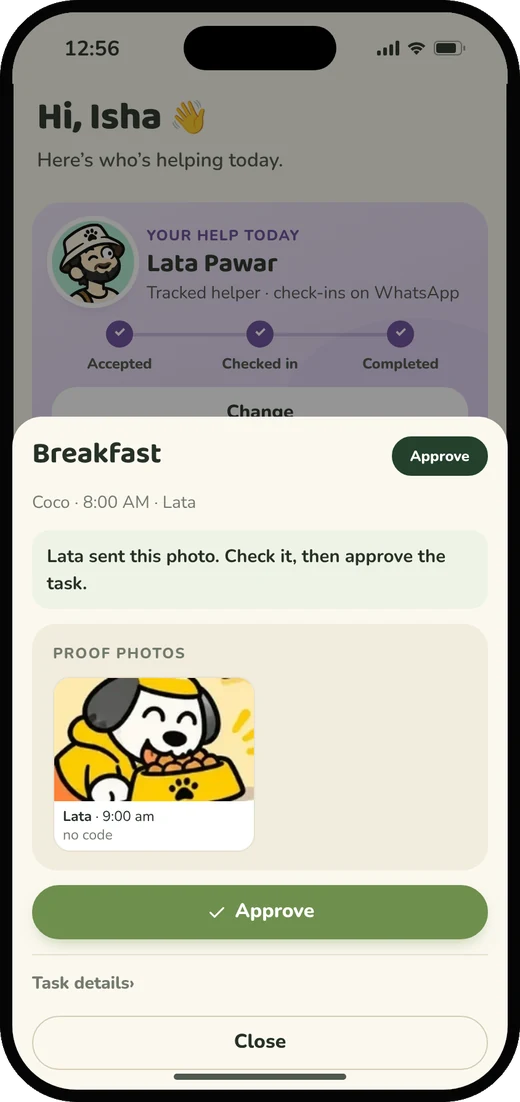 12:56
Hi, Isha 👋
Here's who's helping today.
YOUR HELP TODAY
Lata Pawar
Tracked helper · check-ins on WhatsApp
Accepted Checked in Completed
Change
Breakfast
Approve
Coco · 8:00 AM · Lata
Lata sent this photo. Check it, then approve the
task.
PROOF PHOTOS
Lata · 9:00 am
no code
✓ Approve
Task details›
Close